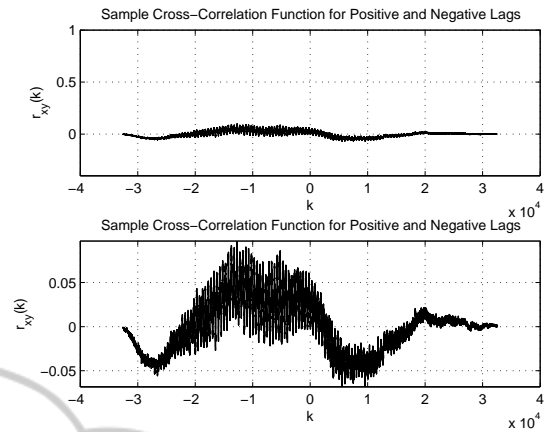 Sample Cross−Correlation Function for Positive and Negative Lags
1
0.5
0
r_xy(k)
−4 −3 −2 −1 0 1 2 3 4
k
x 10^4
Sample Cross−Correlation Function for Positive and Negative Lags
0.05
0
−0.05
r_xy(k)
−4 −3 −2 −1 0 1 2 3 4
k
x 10^4